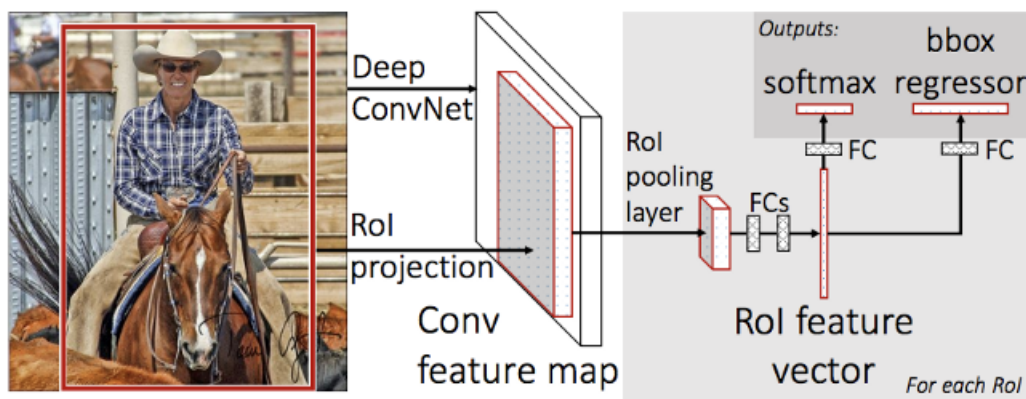 Deep
ConvNet
RoI
projection
Conv
feature map
RoI
pooling
layer
FCs
RoI feature
vector
For each RoI
Outputs:
softmax
bbox
regressor
FC
FC